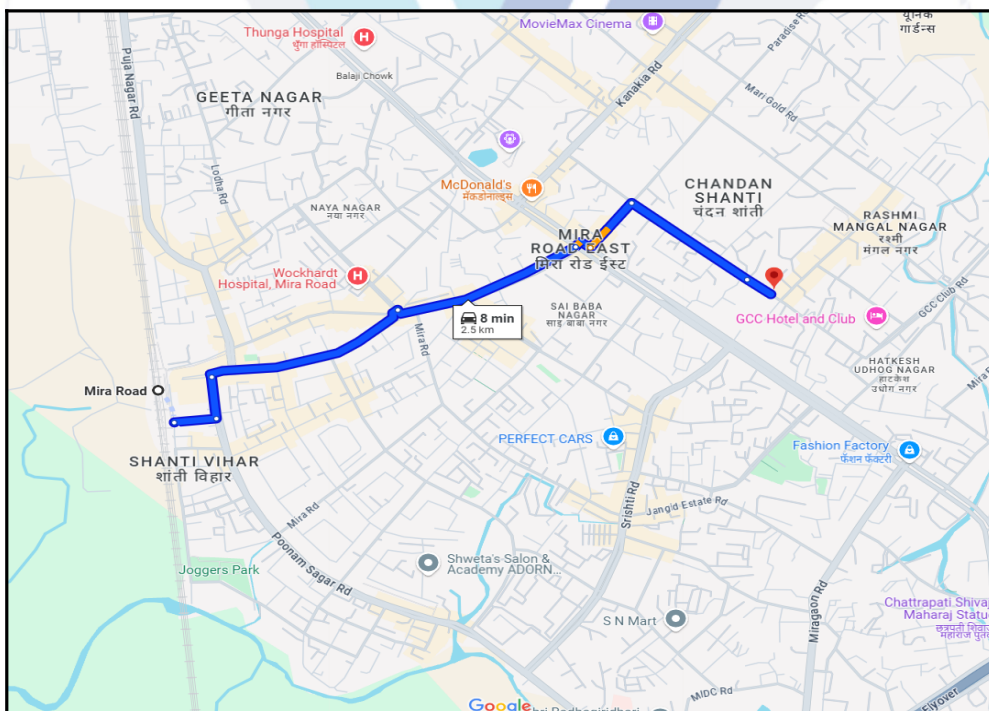 MovieMax Cinema
यूनिक
गार्डन्स
Thunga Hospital
थुंगा हॉस्पिटल
Puja Nagar Rd
Balaji Chowk
Paradise Rd
Kanakia Rd
Mari Gold Rd
GEETA NAGAR
गीता नगर
Lodha Rd
McDonald's
मॅकडोनाल्ड्स
CHANDAN
SHANTI
चंदन शांती
NAYA NAGAR
नया नगर
RASHMI
MANGAL NAGAR
रश्मी
मंगल नगर
MIRA
ROAD EAST
मिरा रोड ईस्ट
Wockhardt
Hospital, Mira Road
GCC Club Rd
SAI BABA
NAGAR
साई बाबा नगर
8 min
2.5 km
GCC Hotel and Club
Mira Rd
HATKESH
UDHOG NAGAR
हाटकेश
उधोग नगर
Mira Road
PERFECT CARS
Fashion Factory
फॅशन फॅक्टरी
SHANTI VIHAR
शांती विहार
Srishti Rd
Jangid Estate Rd
Mira Rd
Poonam Sagar Rd
Joggers Park
Shweta's Salon &
Academy ADORN...
S N Mart
Miragaon Rd
Chattrapati Shivaj
Maharaj Statu
MIDC Rd
Google
Flyover